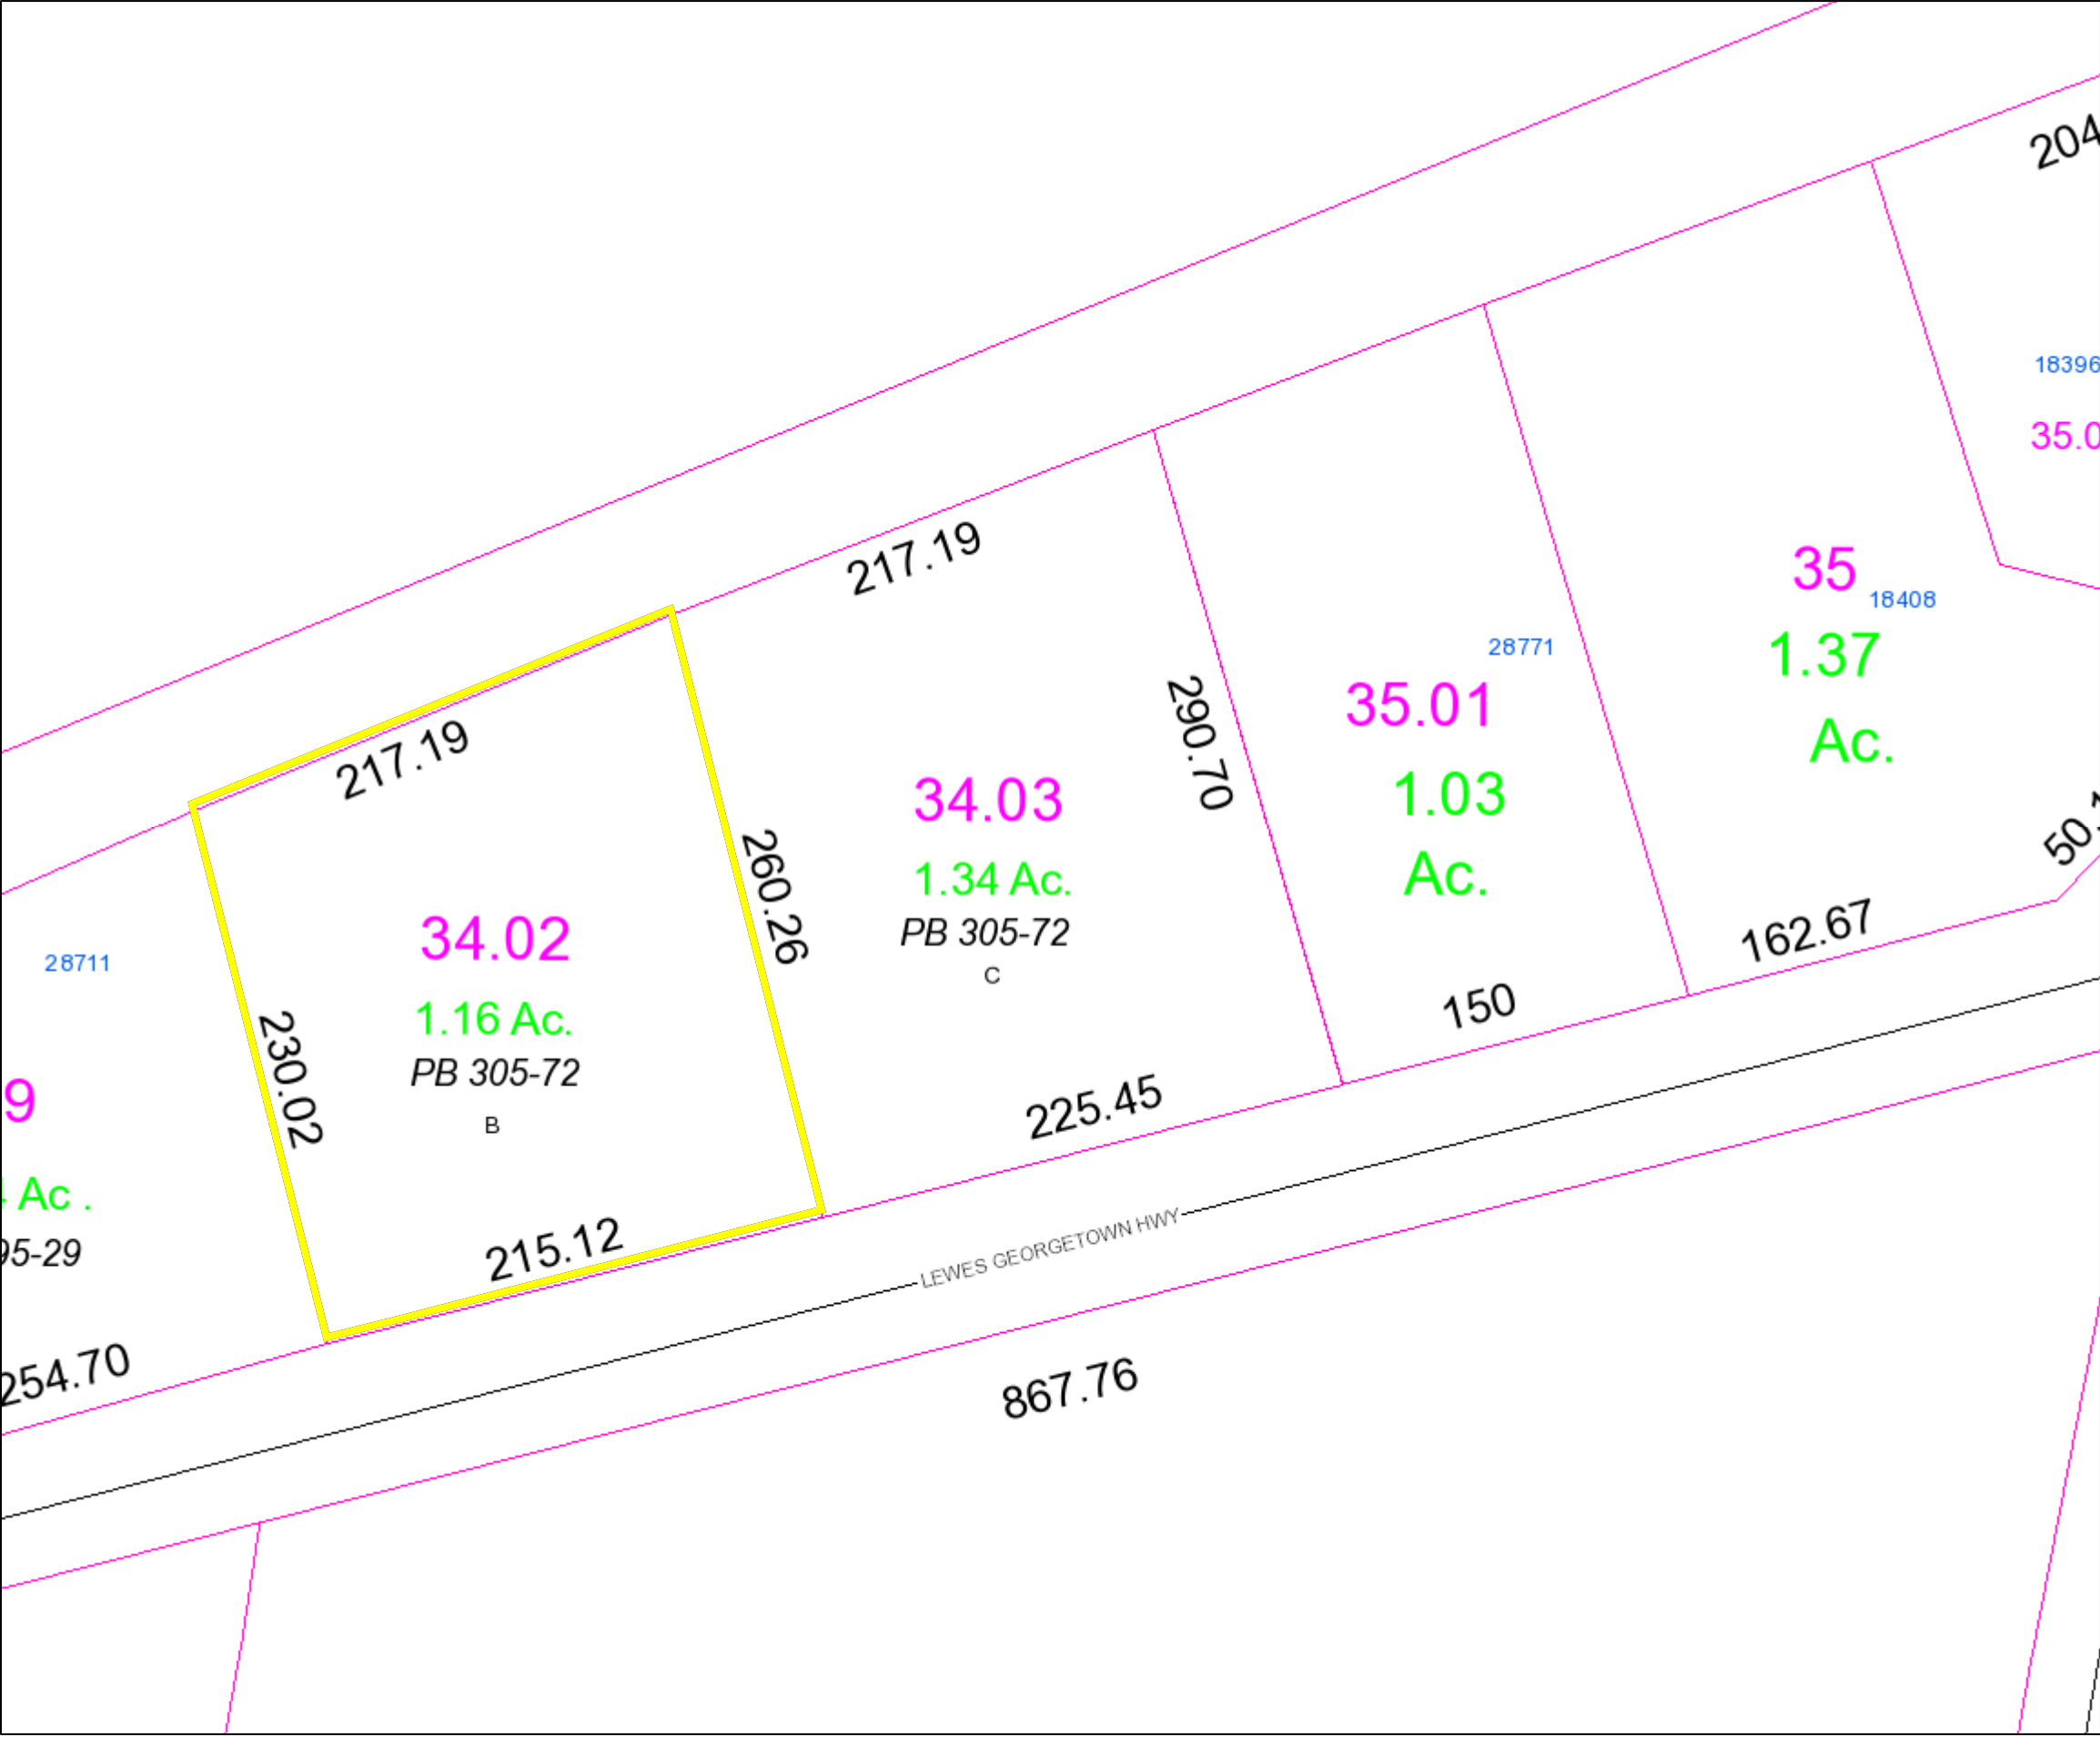 204
18396
35.0
217.19
35
18408
1.37
Ac.
28771
35.01
1.03
Ac.
290.70
217.19
34.03
1.34 Ac.
PB 305-72
C
260.26
162.67
150
34.02
1.16 Ac.
PB 305-72
B
230.02
28711
9
Ac .
95-29
225.45
215.12
LEWES GEORGETOWN HWY
254.70
867.76